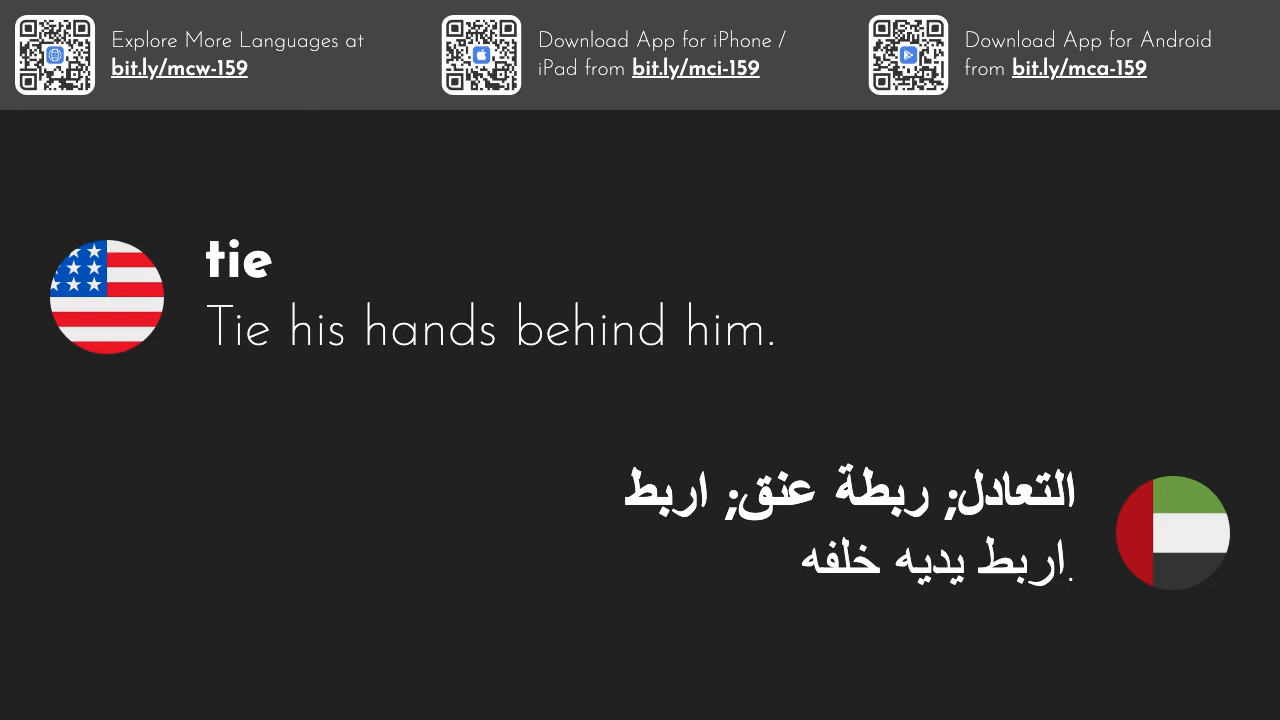 Explore More Languages at
bit.ly/mcw-159
Download App for iPhone /
iPad from bit.ly/mci-159
Download App for Android
from bit.ly/mca-159
tie
Tie his hands behind him.
التعادل; ربطة عنق; اربط
اربط يديه خلفه.